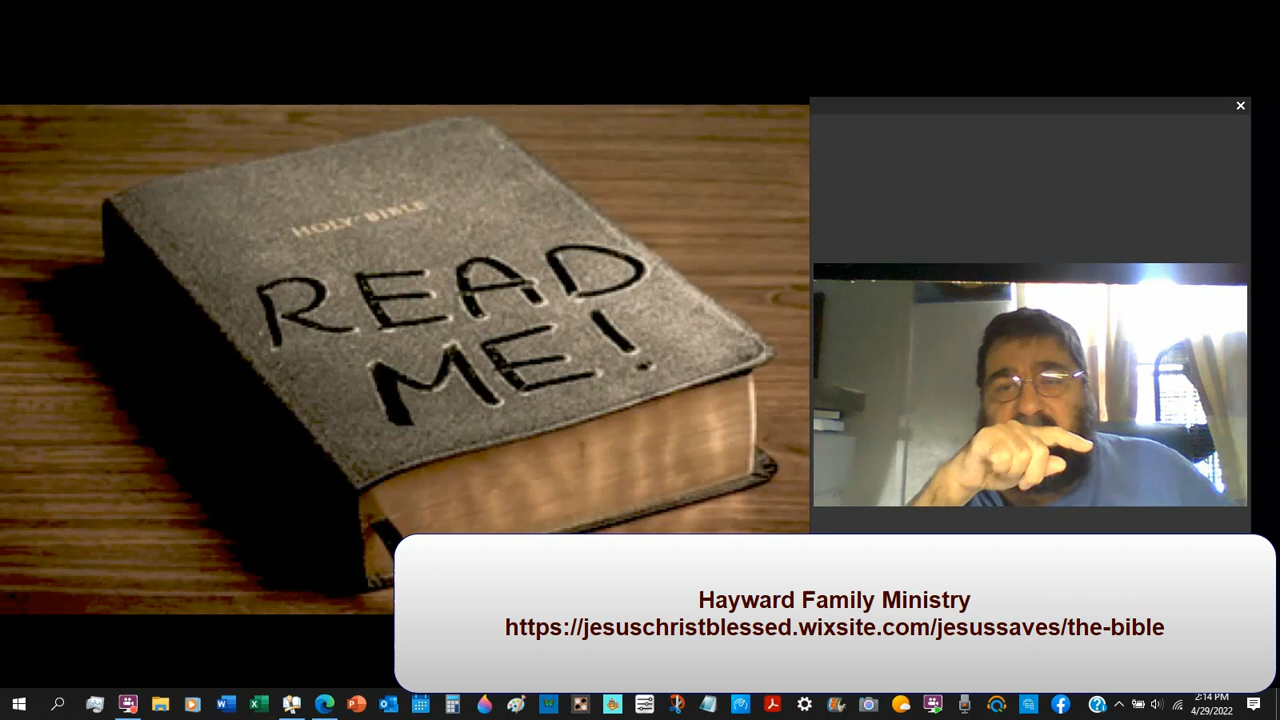 HOLY BIBLE
READ
ME!
Hayward Family Ministry
https://jesuschristblessed.wixsite.com/jesussaves/the-bible
2:14 PM
4/29/2022